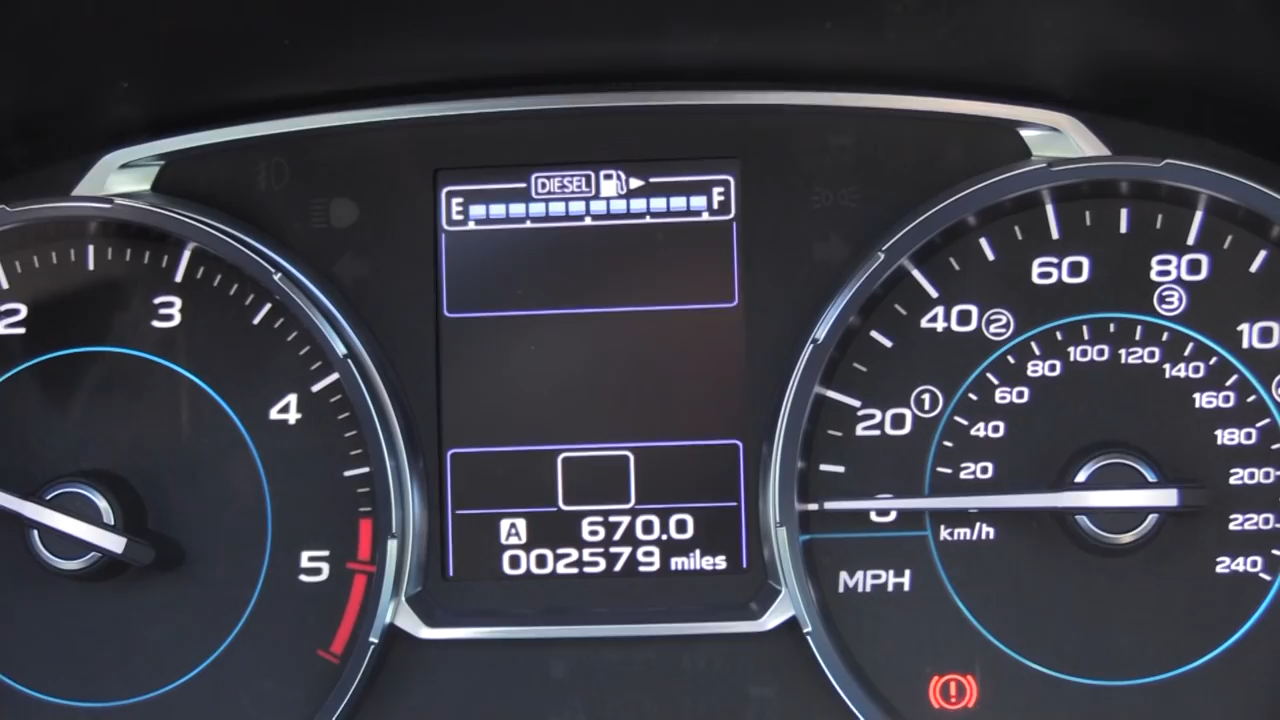 DIESEL
E F
2 3 4 5
A 670.0
002579 miles
0 20 40 60 80
1 2 3
20 40 60 80 100 120 140 160 180 200 220 240
km/h
MPH